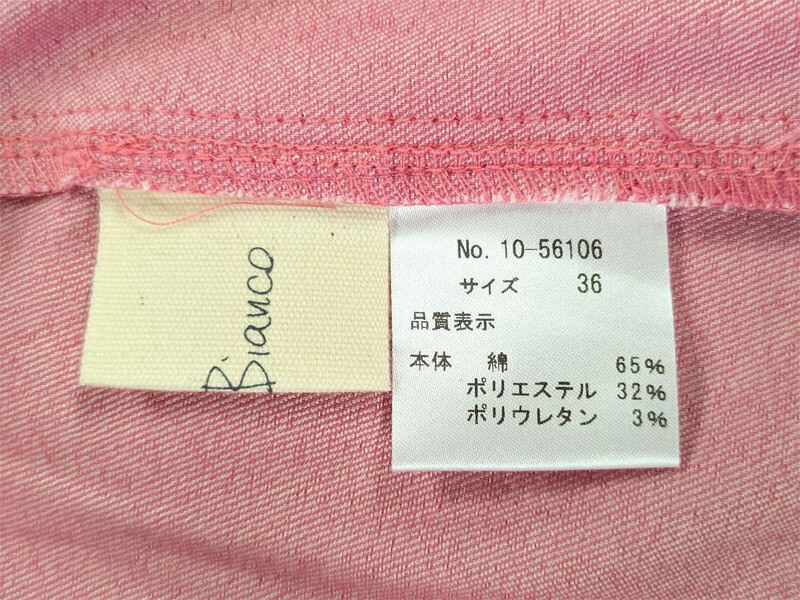 Bianco
No. 10-56106
サイズ 36
品質表示
本体 綿 65%
ポリエステル 32%
ポリウレタン 3%